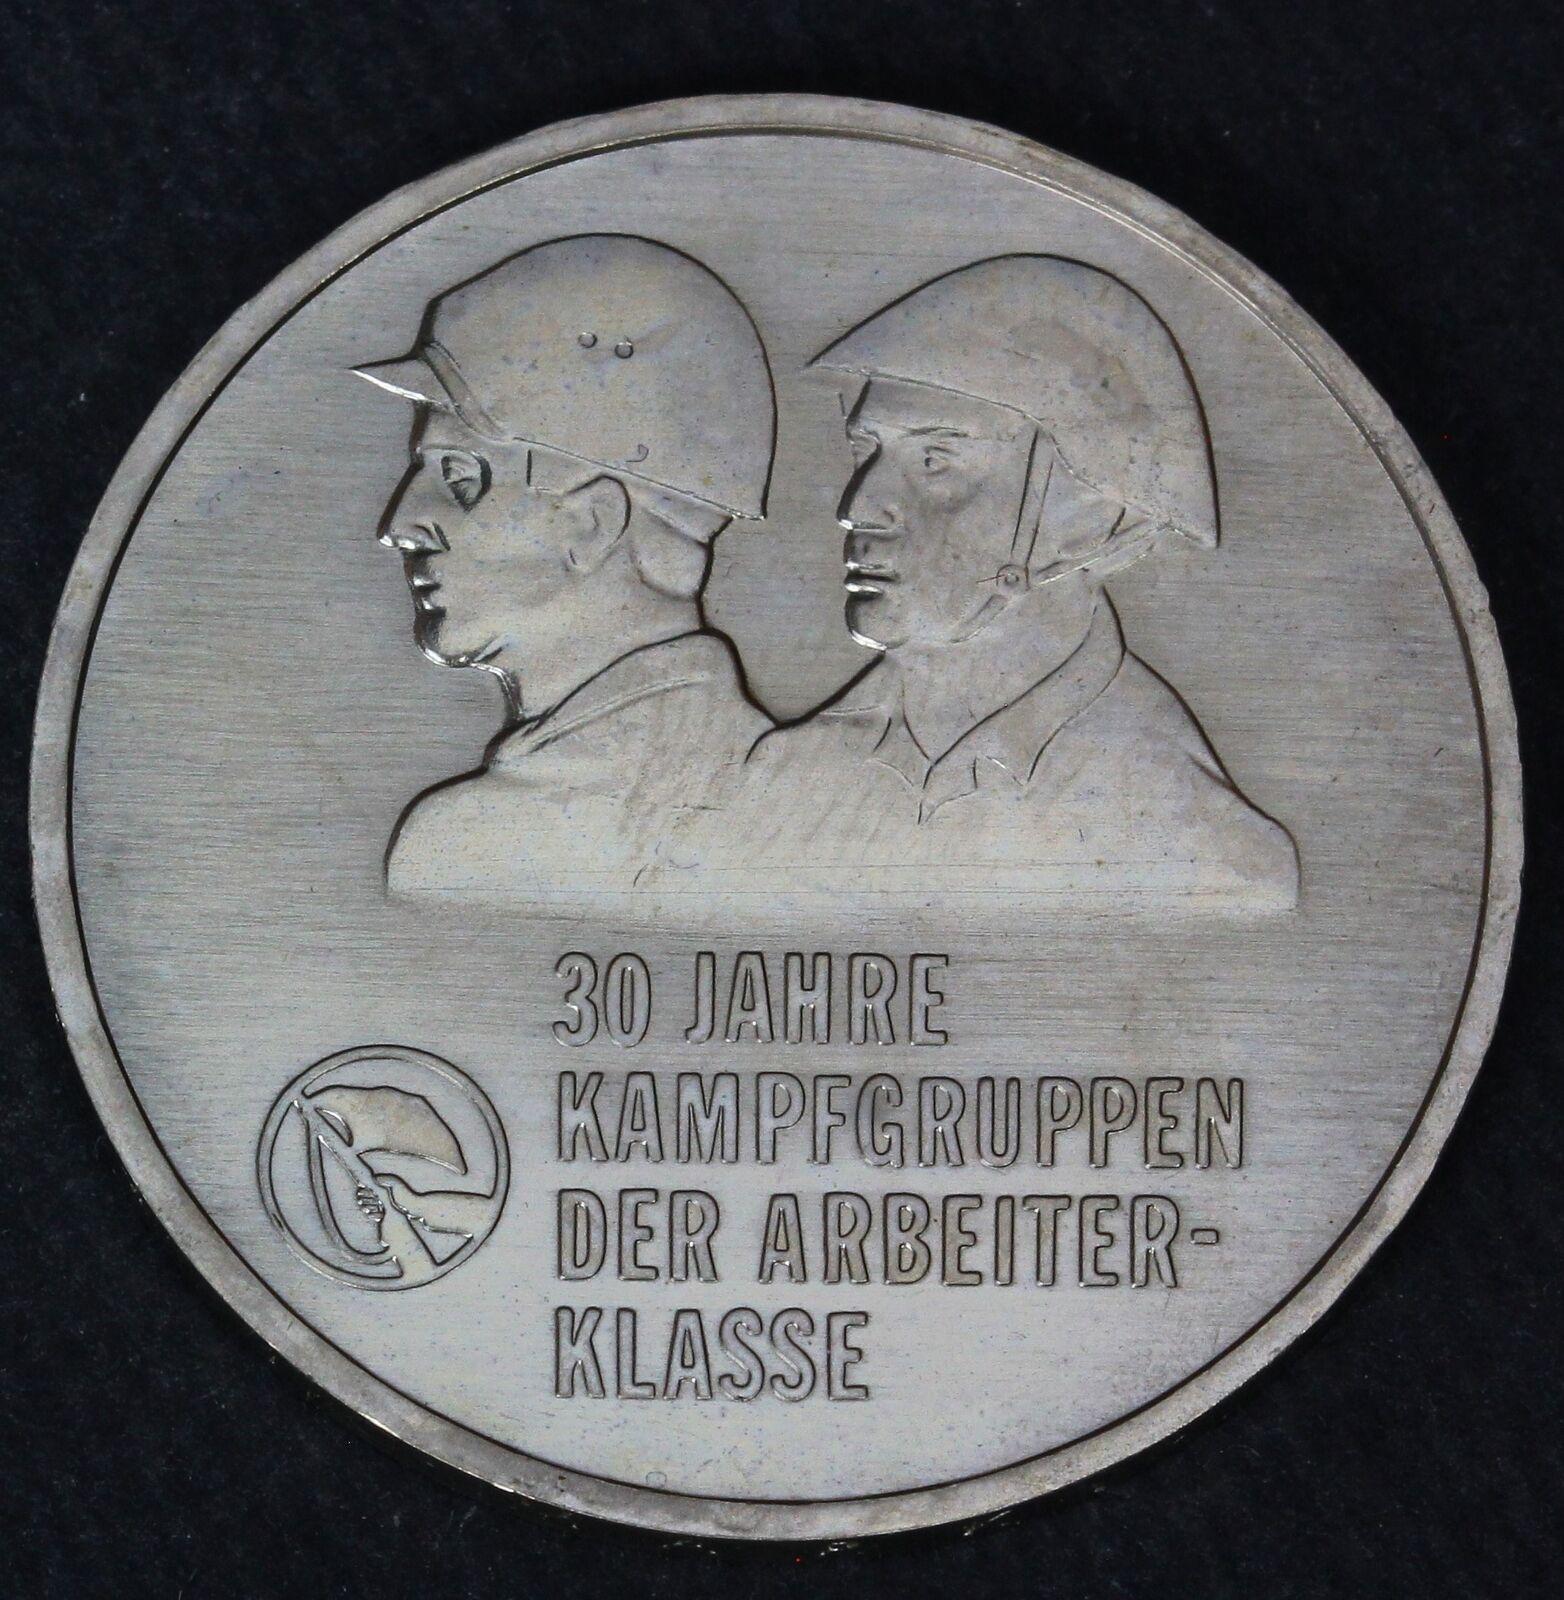 30 JAHRE
KAMPFGRUPPEN
DER ARBEITER-
KLASSE